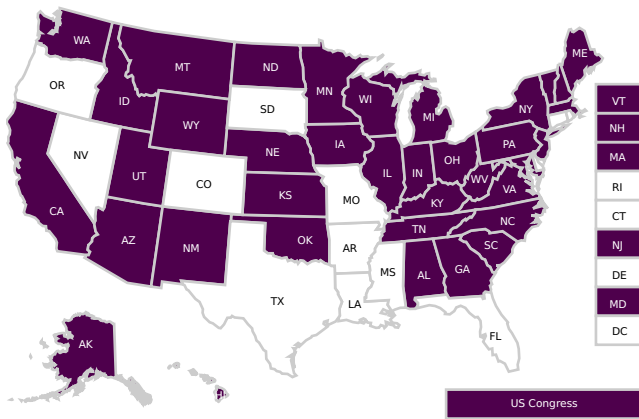 WA
OR
CA
NV
ID
MT
WY
UT
AZ
CO
NM
ND
SD
NE
KS
OK
TX
MN
IA
MO
AR
LA
WI
IL
MS
MI
IN
KY
TN
AL
OH
WV
GA
FL
SC
NC
VA
PA
NY
ME
VT
NH
MA
RI
CT
NJ
DE
MD
DC
AK
HI
US Congress